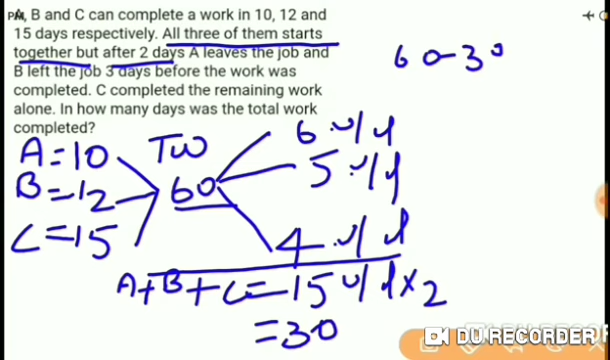 A, B and C can complete a work in 10, 12 and
15 days respectively. All three of them starts
together but after 2 days A leaves the job and
B left the job 3 days before the work was
completed. C completed the remaining work
alone. In how many days was the total work
completed?
60-30
A=10
B=12
C=15
TW
60
6 u/d
5 u/d
4 u/d
A+B+C=15 u/d×2
=30
DU RECORDER